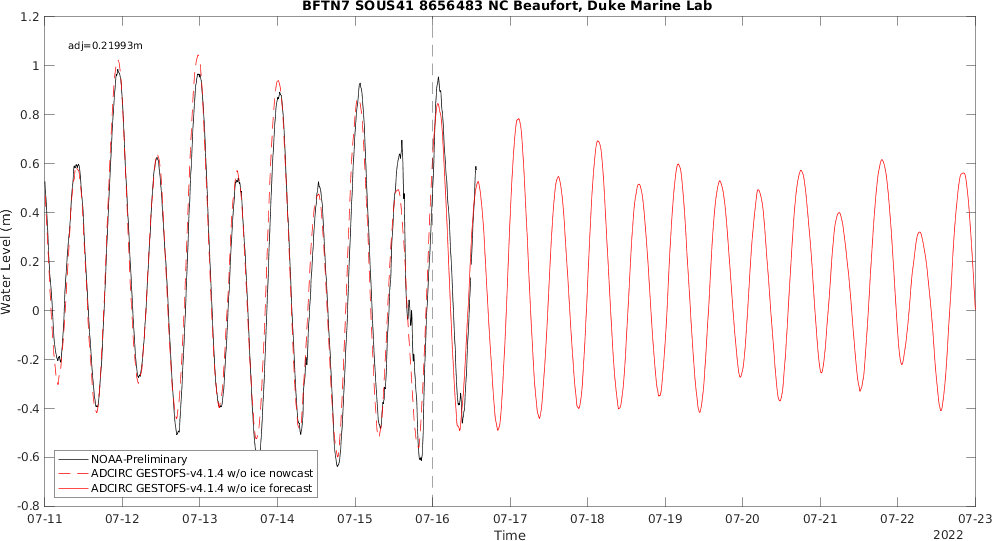 BFTN7 SOUS41 8656483 NC Beaufort, Duke Marine Lab
adj=0.21993m
1.2
1
0.8
0.6
0.4
0.2
0
-0.2
-0.4
-0.6
-0.8
Water Level (m)
NOAA-Preliminary
ADCIRC GESTOFS-v4.1.4 w/o ice nowcast
ADCIRC GESTOFS-v4.1.4 w/o ice forecast
07-11 07-12 07-13 07-14 07-15 07-16 07-17 07-18 07-19 07-20 07-21 07-22 07-23
Time
2022